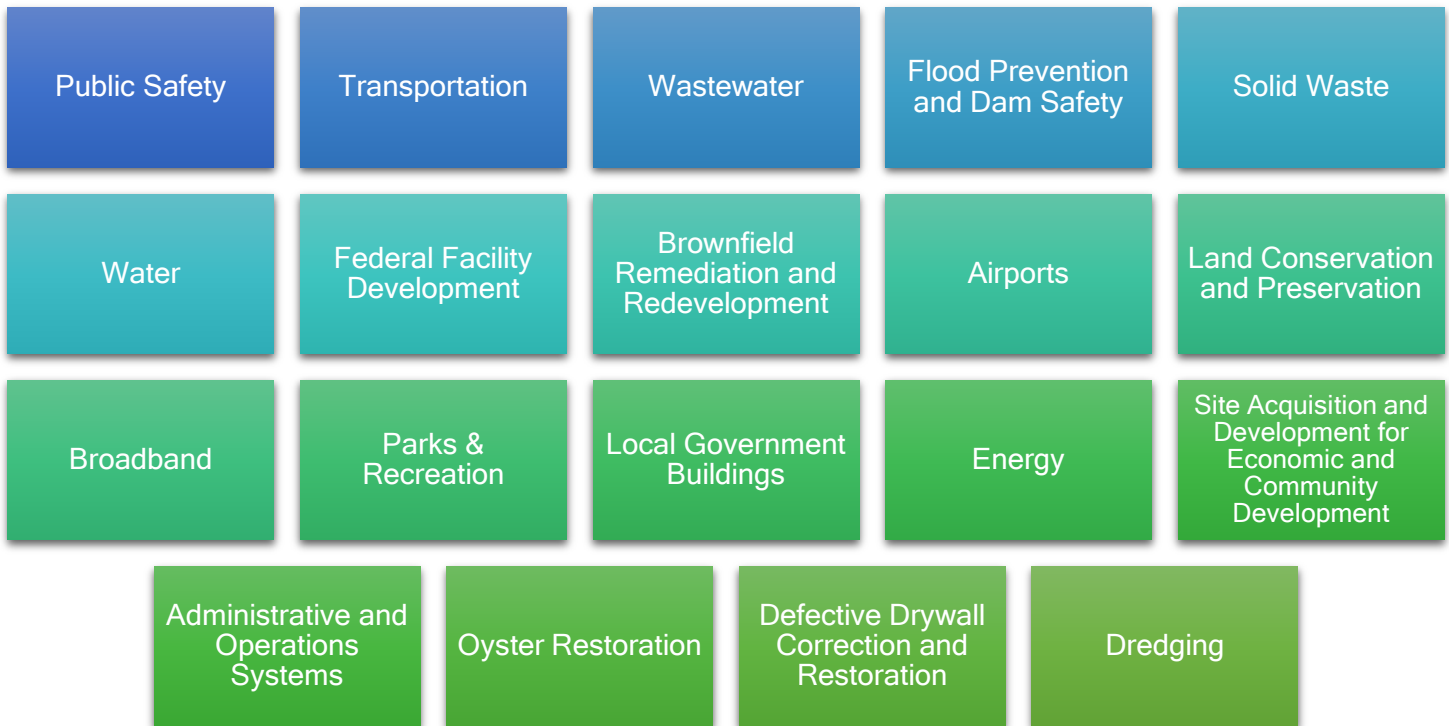 Public Safety
Transportation
Wastewater
Flood Prevention
and Dam Safety
Solid Waste
Water
Federal Facility
Development
Brownfield
Remediation and
Redevelopment
Airports
Land Conservation
and Preservation
Broadband
Parks &
Recreation
Local Government
Buildings
Energy
Site Acquisition and
Development for
Economic and
Community
Development
Administrative and
Operations
Systems
Oyster Restoration
Defective Drywall
Correction and
Restoration
Dredging